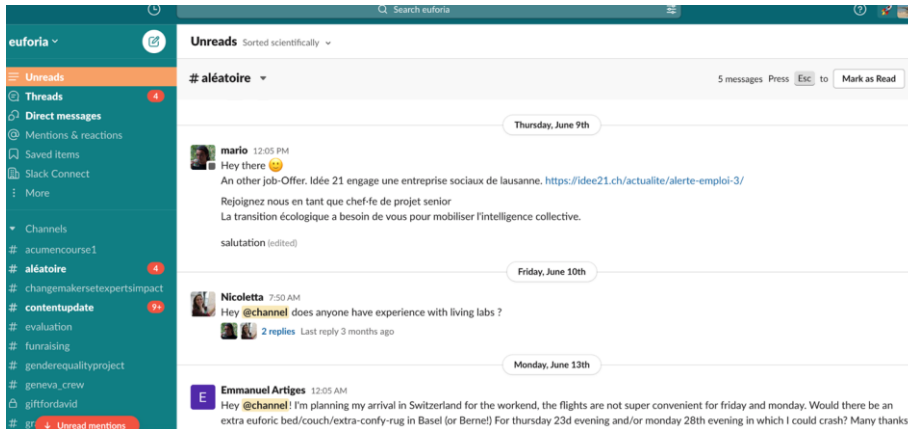 Search euforia
euforia
Unreads Sorted scientifically
Unreads
# aléatoire
5 messages Press Esc to Mark as Read
Threads 4
Direct messages
Mentions & reactions
Saved items
Slack Connect
More
Channels
# acumencourse1
# aléatoire 4
# changemakersetexpertsimpact
# contentupdate 9+
# evaluation
# funraising
# genderequalityproject
# geneva_crew
giftfordavid
# gr
Unread mentions
Thursday, June 9th
mario 12:05 PM
Hey there
An other job-Offer. Idée 21 engage une entreprise sociaux de lausanne. https://idee21.ch/actualite/alerte-emploi-3/
Rejoignez nous en tant que chef·fe de projet senior
La transition écologique a besoin de vous pour mobiliser l'intelligence collective.
salutation (edited)
Friday, June 10th
Nicoletta 7:50 AM
Hey @channel does anyone have experience with living labs ?
2 replies Last reply 3 months ago
Monday, June 13th
E
Emmanuel Artiges 12:05 AM
Hey @channel! I'm planning my arrival in Switzerland for the workend, the flights are not super convenient for friday and monday. Would there be an
extra euforic bed/couch/extra-confy-rug in Basel (or Berne!) For thursday 23d evening and/or monday 28th evening in which I could crash? Many thanks